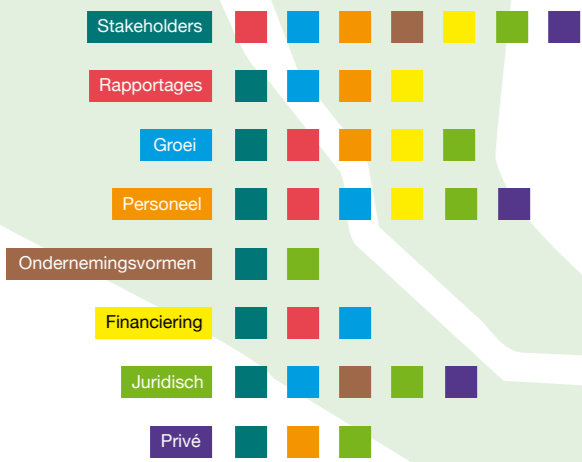 Stakeholders
Rapportages
Groei
Personeel
Ondernemingsvormen
Financiering
Juridisch
Privé